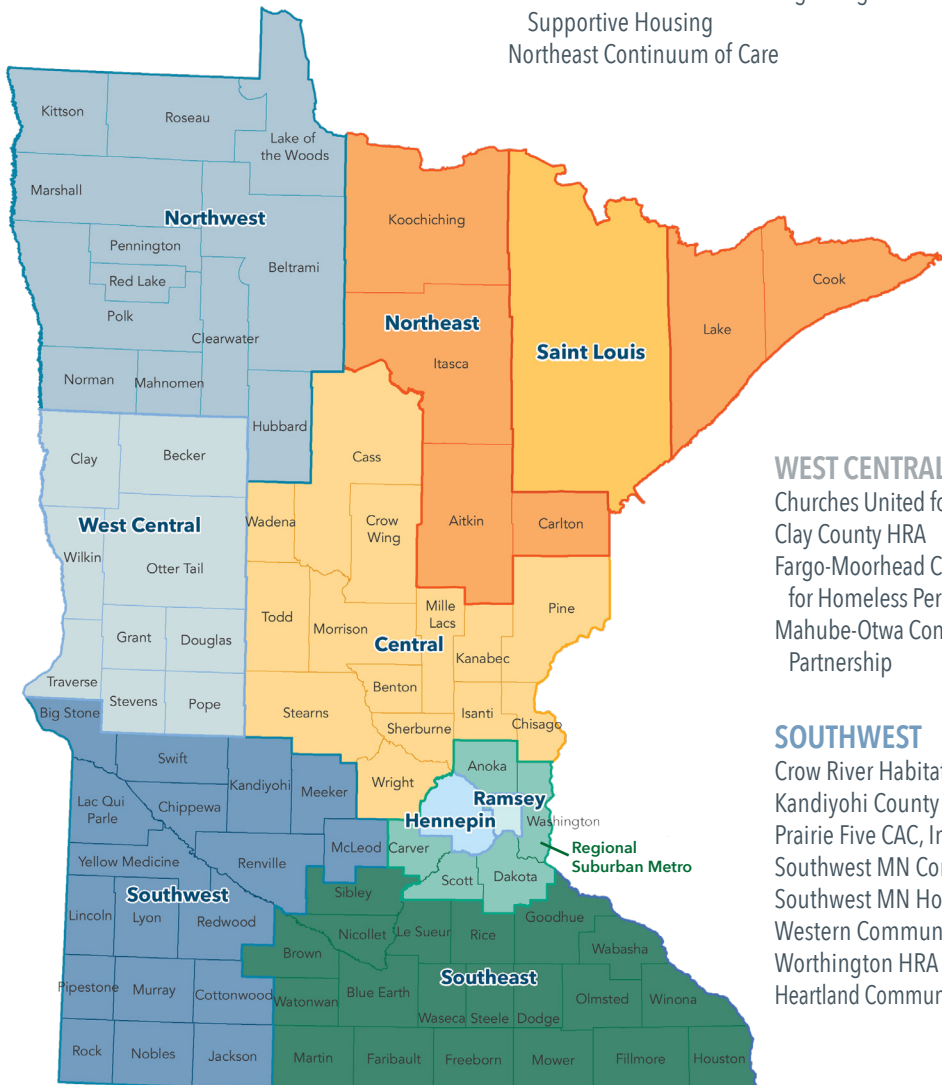 Supportive Housing
Northeast Continuum of Care
Kittson
Roseau
Lake of
the Woods
Marshall
Northwest
Koochiching
Pennington
Beltrami
Red Lake
Cook
Polk
Northeast
Lake
Clearwater
Saint Louis
Itasca
Norman
Mahnomen
Hubbard
Clay
Becker
Cass
West Central
Wadena
Crow
Wing
Aitkin
Carlton
Wilkin
Otter Tail
Todd
Morrison
Mille
Lacs
Pine
Grant
Douglas
Central
Kanabec
Traverse
Stevens
Pope
Benton
Big Stone
Stearns
Sherburne
Isanti
Chisago
Swift
Anoka
Kandiyohi
Meeker
Wright
Lac Qui
Parle
Chippewa
Ramsey
Hennepin
Washington
McLeod
Carver
Regional
Suburban Metro
Yellow Medicine
Renville
Scott
Dakota
Southwest
Sibley
Lincoln
Lyon
Redwood
Goodhue
Nicollet
Le Sueur
Rice
Wabasha
Brown
Southeast
Pipestone
Murray
Cottonwood
Watonwan
Blue Earth
Waseca
Steele
Dodge
Olmsted
Winona
Rock
Nobles
Jackson
Martin
Faribault
Freeborn
Mower
Fillmore
Houston
WEST CENTRAL
Churches United fo
Clay County HRA
Fargo-Moorhead C
for Homeless Per
Mahube-Otwa Con
Partnership
SOUTHWEST
Crow River Habitat
Kandiyohi County
Prairie Five CAC, In
Southwest MN Co
Southwest MN Ho
Western Commun
Worthington HRA
Heartland Commun